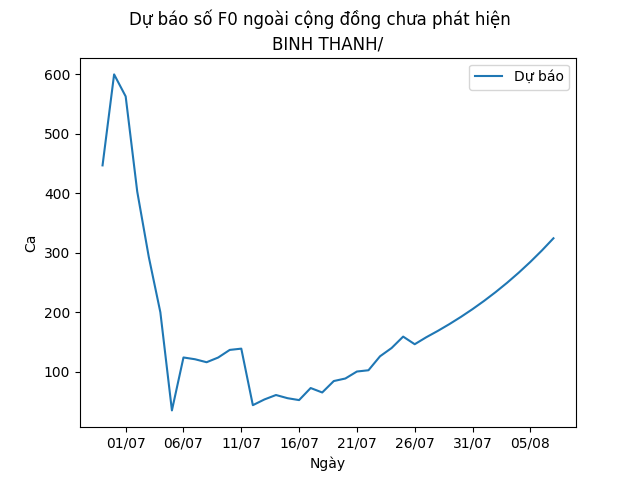 Dự báo số F0 ngoài cộng đồng chưa phát hiện
BINH THANH/
Dự báo
600
500
400
300
200
100
Ca
01/07 06/07 11/07 16/07 21/07 26/07 31/07 05/08
Ngày